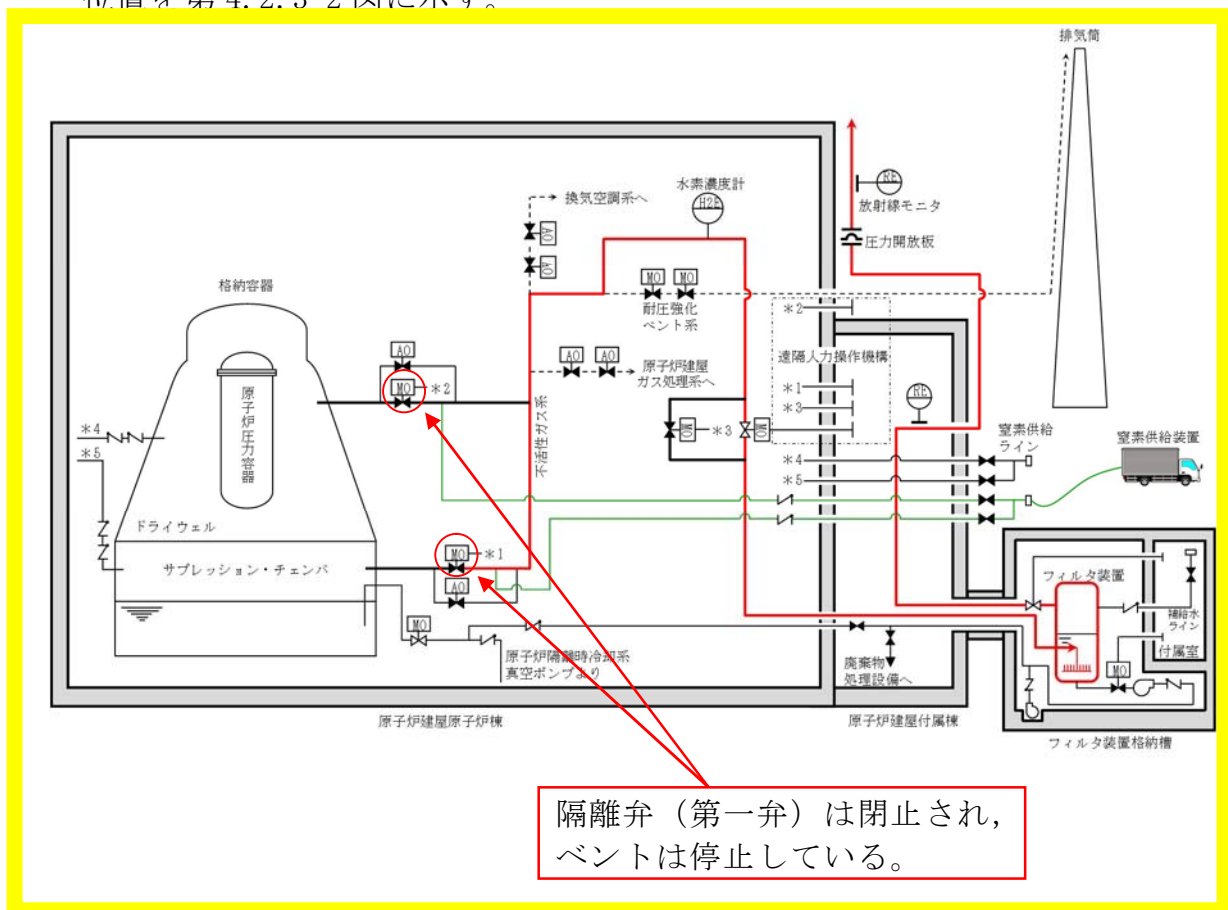 位置を第 4.2.3-2 図に示す。
排気筒
水素濃度計
H2E
換気空調系へ
AO
AO
RE
放射線モニタ
圧力開放板
格納容器
MO MO
耐圧強化
ベント系
＊2
遠隔人力操作機構
AO
MO ＊2
AO AO
原子炉建屋
ガス処理系へ
＊1
＊3
RE
原子炉圧力容器
不活性ガス系
MO ＊3
MO
＊4
＊5
＊4
＊5
窒素供給
ライン
窒素供給装置
ドライウェル
サプレッション・チェンバ
MO ＊1
AO
フィルタ装置
補給水
ライン
付属室
MO
MO
原子炉隔離時冷却系
真空ポンプより
廃棄物
処理設備へ
原子炉建屋原子炉棟
原子炉建屋付属棟
フィルタ装置格納槽
隔離弁（第一弁）は閉止され，
ベントは停止している。